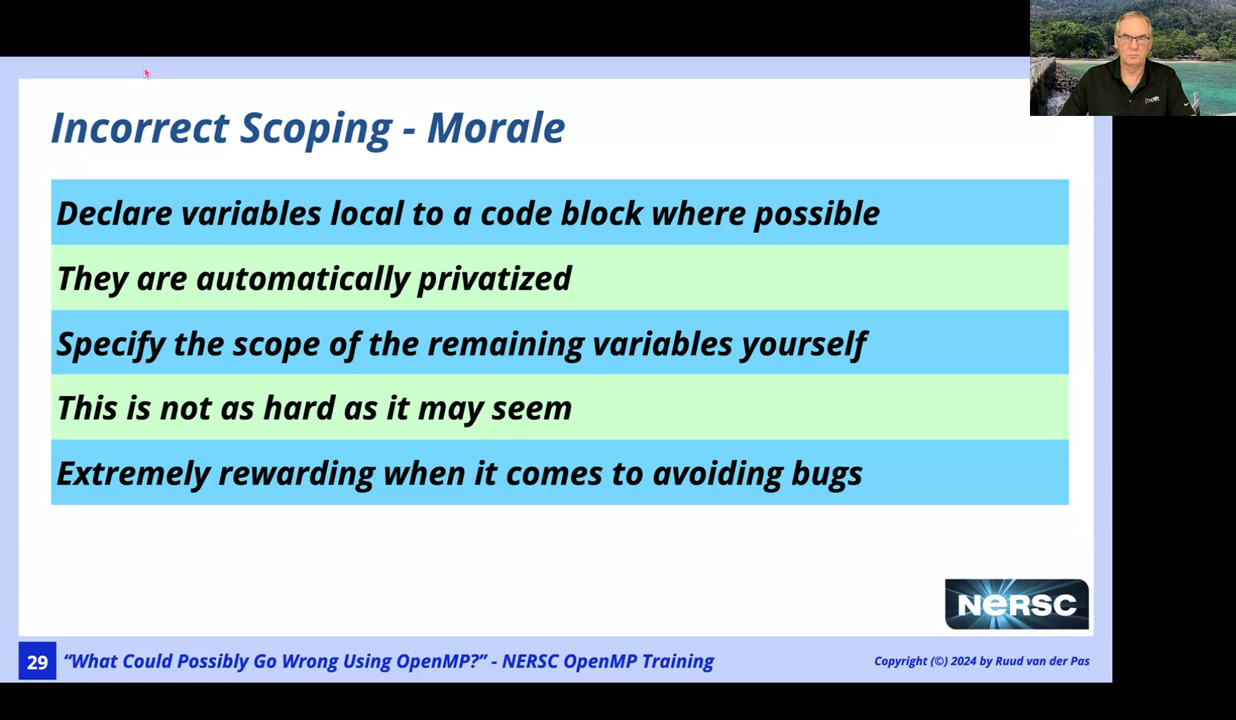 Incorrect Scoping - Morale
Declare variables local to a code block where possible
They are automatically privatized
Specify the scope of the remaining variables yourself
This is not as hard as it may seem
Extremely rewarding when it comes to avoiding bugs
NERSC
29 “What Could Possibly Go Wrong Using OpenMP?” - NERSC OpenMP Training Copyright (©) 2024 by Ruud van der Pas